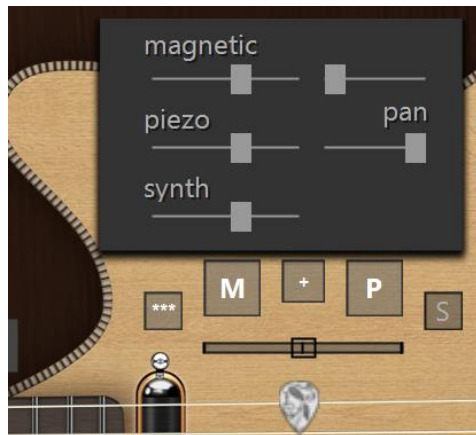 magnetic
piezo pan
synth
M + P
*** S